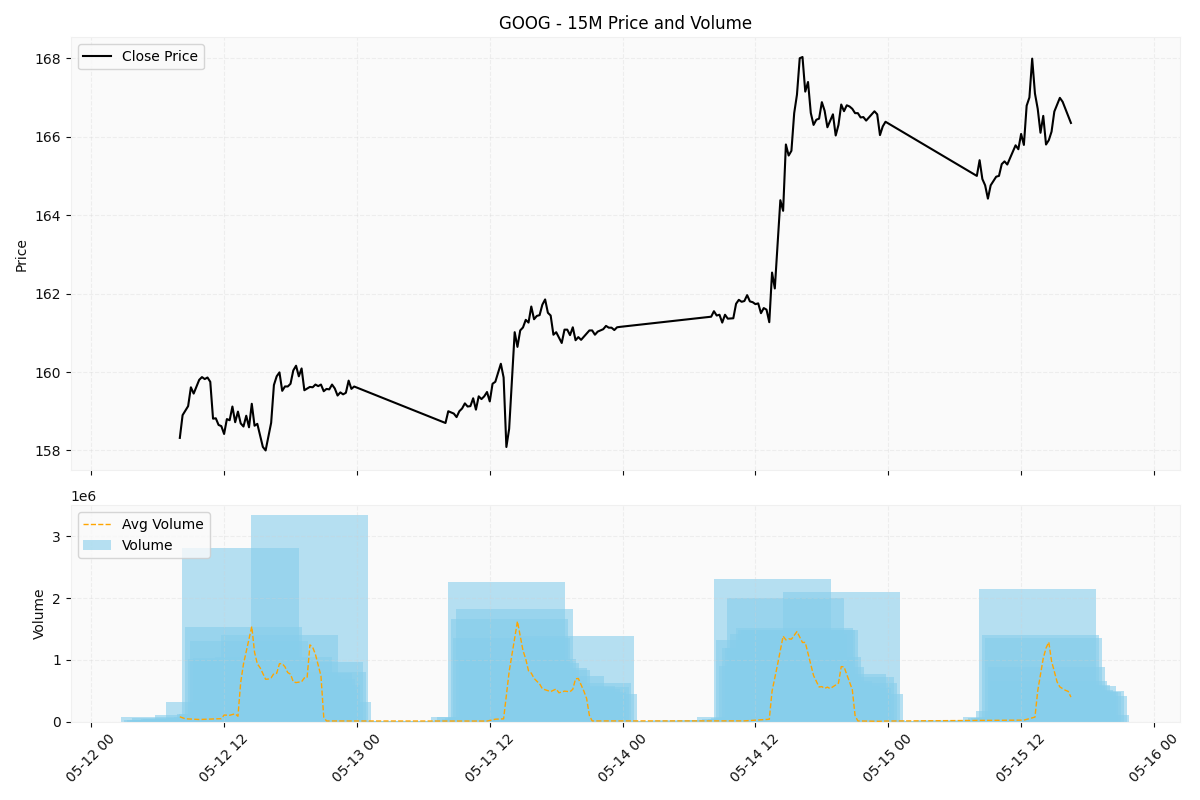 GOOG - 15M Price and Volume
Close Price
168
166
164
162
160
158
Price
1e6
Avg Volume
Volume
3
2
1
0
Volume
05-12 00
05-12 12
05-13 00
05-13 12
05-14 00
05-14 12
05-15 00
05-15 12
05-16 00